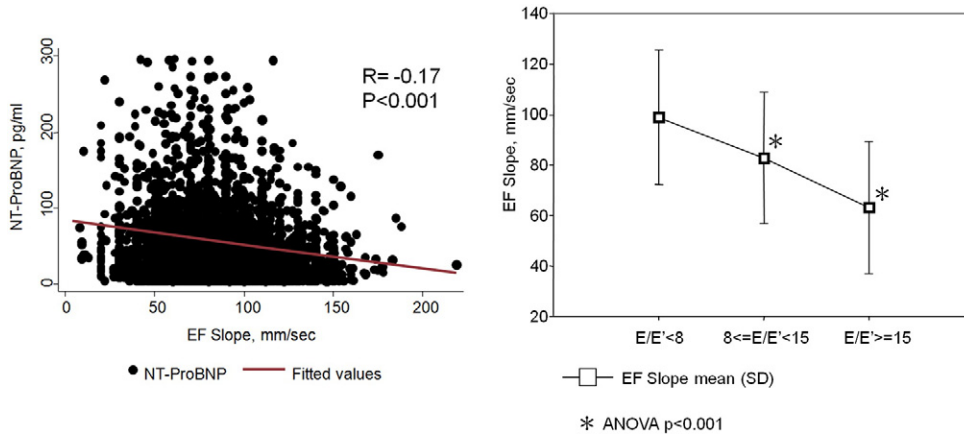 NT-ProBNP, pg/ml
300
200
100
0
R= -0.17
P<0.001
0 50 100 150 200
EF Slope, mm/sec
NT-ProBNP Fitted values
EF Slope, mm/sec
140
120
100
80
60
40
20
*
*
E/E'<8 8<=E/E'<15 E/E'>=15
EF Slope mean (SD)
* ANOVA p<0.001